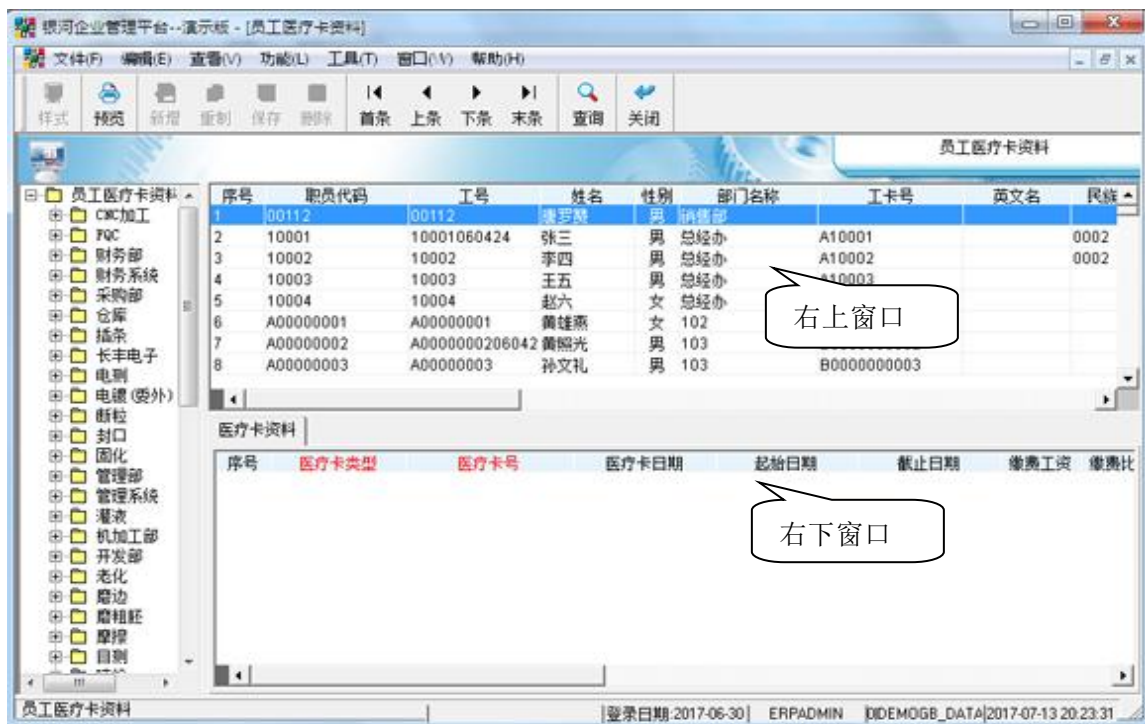 银河企业管理平台--演示板 - [员工医疗卡资料]
文件(F) 编辑(E) 查看(V) 功能(L) 工具(T) 窗口(W) 帮助(H)
样式 预览 新增 重制 保存 删除 首条 上条 下条 末条 查询 关闭
员工医疗卡资料
员工医疗卡资料
CNC加工
FQC
财务部
财务系统
采购部
仓库
插条
长丰电子
电测
电镀(委外)
断粒
封口
固化
管理部
管理系统
灌液
机加工部
开发部
老化
磨边
磨粗胚
目测
序号 职员代码 工号 姓名 性别 部门名称 工卡号 英文名 民族
1 00112 00112 唐罗赞 男 销售部
2 10001 10001060424 张三 男 总经办 A10001 0002
3 10002 10002 李四 男 总经办 A10002 0002
4 10003 10003 王五 男 总经办 A10003
5 10004 10004 赵六 女 总经办
6 A00000001 A00000001 黄雄燕 女 102
7 A00000002 A0000000206042 黄照光 男 103
8 A00000003 A00000003 孙文礼 男 103 B0000000003
右上窗口
医疗卡资料
序号 医疗卡类型 医疗卡号 医疗卡日期 起始日期 截止日期 缴费工资 缴费比
右下窗口
员工医疗卡资料 登录日期:2017-06-30 ERPADMIN DIDEMOGB_DATA 2017-07-13 20:23:31